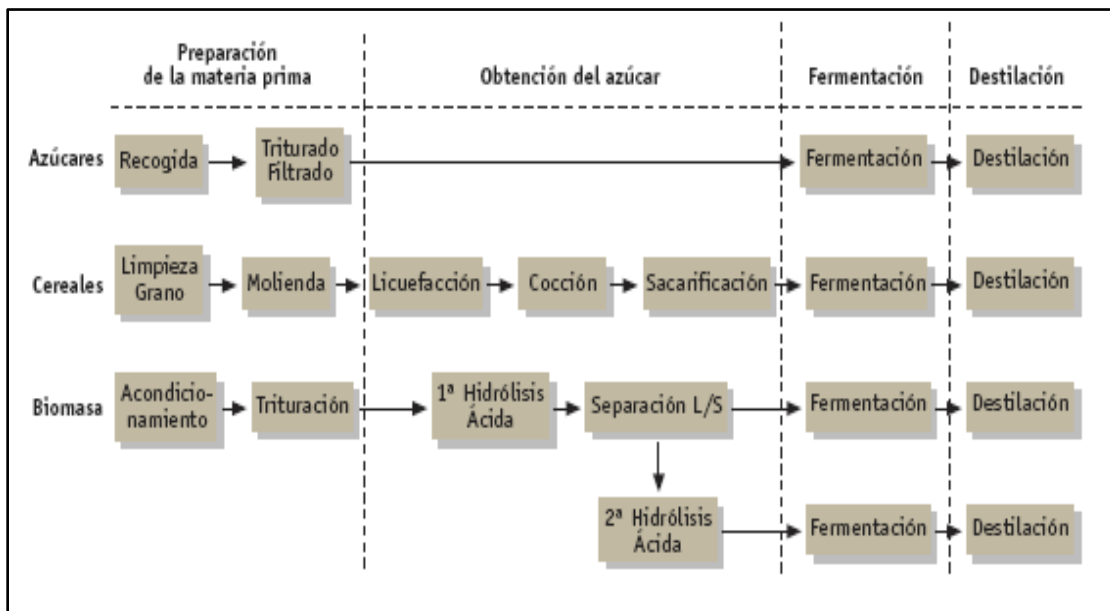 Preparación
de la materia prima
Obtención del azúcar
Fermentación
Destilación
Azúcares
Recogida
Triturado
Filtrado
Fermentación
Destilación
Cereales
Limpieza
Grano
Molienda
Licuefacción
Cocción
Sacarificación
Fermentación
Destilación
Biomasa
Acondicio-
namiento
Trituración
1ª Hidrólisis
Ácida
Separación L/S
Fermentación
Destilación
2ª Hidrólisis
Ácida
Fermentación
Destilación